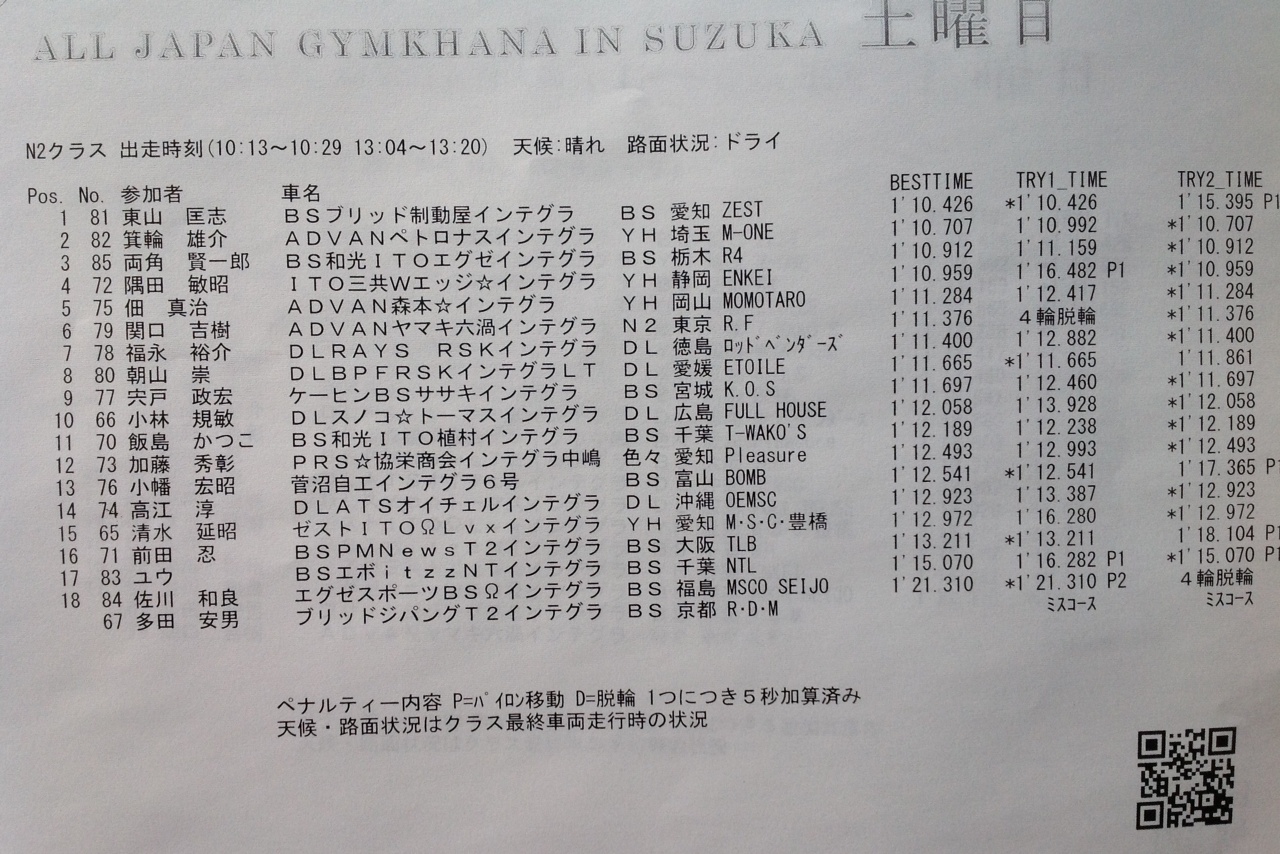 ALL JAPAN GYMKHANA IN SUZUKA 土曜日
N2クラス 出走時刻(10:13～10:29 13:04～13:20) 天候:晴れ 路面状況:ドライ
Pos. No. 参加者 車名 BESTTIME TRY1_TIME TRY2_TIME
1 81 東山 匡志 BSブリッド制動屋インテグラ BS 愛知 ZEST 1'10.426 *1'10.426 1'15.395 P1
2 82 箕輪 雄介 ADVANペトロナスインテグラ YH 埼玉 M-ONE 1'10.707 1'10.992 *1'10.707
3 85 両角 賢一郎 BS和光ITOエグゼインテグラ BS 栃木 R4 1'10.912 1'11.159 *1'10.912
4 72 隅田 敏昭 ITO三共Wエッジ☆インテグラ YH 静岡 ENKEI 1'10.959 1'16.482 P1 *1'10.959
5 75 佃 真治 ADVAN森本☆インテグラ YH 岡山 MOMOTARO 1'11.284 1'12.417 *1'11.284
6 79 関口 吉樹 ADVANヤマキ六渦インテグラ N2 東京 R.F 1'11.376 4輪脱輪 *1'11.376
7 78 福永 裕介 DLRAYS RSKインテグラ DL 徳島 ﾛｯﾄﾞﾍﾞﾝﾀﾞｰｽﾞ 1'11.400 1'12.882 *1'11.400
8 80 朝山 崇 DLBPFRSKインテグラLT DL 愛媛 ETOILE 1'11.665 *1'11.665 1'11.861
9 77 宍戸 政宏 ケーヒンBSササキインテグラ BS 宮城 K.O.S 1'11.697 1'12.460 *1'11.697
10 66 小林 規敏 DLスノコ☆トーマスインテグラ DL 広島 FULL HOUSE 1'12.058 1'13.928 *1'12.058
11 70 飯島 かつこ BS和光ITO植村インテグラ BS 千葉 T-WAKO'S 1'12.189 1'12.238 *1'12.189
12 73 加藤 秀彰 PRS☆協栄商会インテグラ中嶋 色々 愛知 Pleasure 1'12.493 1'12.993 *1'12.493
13 76 小幡 宏昭 菅沼自工インテグラ6号 BS 富山 BOMB 1'12.541 *1'12.541 1'17.365 P1
14 74 高江 淳 DLATSオイチェルインテグラ DL 沖縄 OEMSC 1'12.923 1'13.387 *1'12.923
15 65 清水 延昭 ゼストITOΩLvxインテグラ YH 愛知 M・S・C・豊橋 1'12.972 1'16.280 *1'12.972
16 71 前田 忍 BSPMNewsT2インテグラ BS 大阪 TLB 1'13.211 *1'13.211 1'18.104 P1
17 83 ユウ BSエボitzzNTインテグラ BS 千葉 NTL 1'15.070 1'16.282 P1 *1'15.070 P1
18 84 佐川 和良 エグゼスポーツBSΩインテグラ BS 福島 MSCO SEIJO 1'21.310 *1'21.310 P2 4輪脱輪
67 多田 安男 ブリッドジパングT2インテグラ BS 京都 R・D・M ﾐｽｺｰｽ ﾐｽｺｰｽ
ペナルティー内容 P=ﾊﾟｲﾛﾝ移動 D=脱輪 1つにつき5秒加算済み
天候・路面状況はクラス最終車両走行時の状況